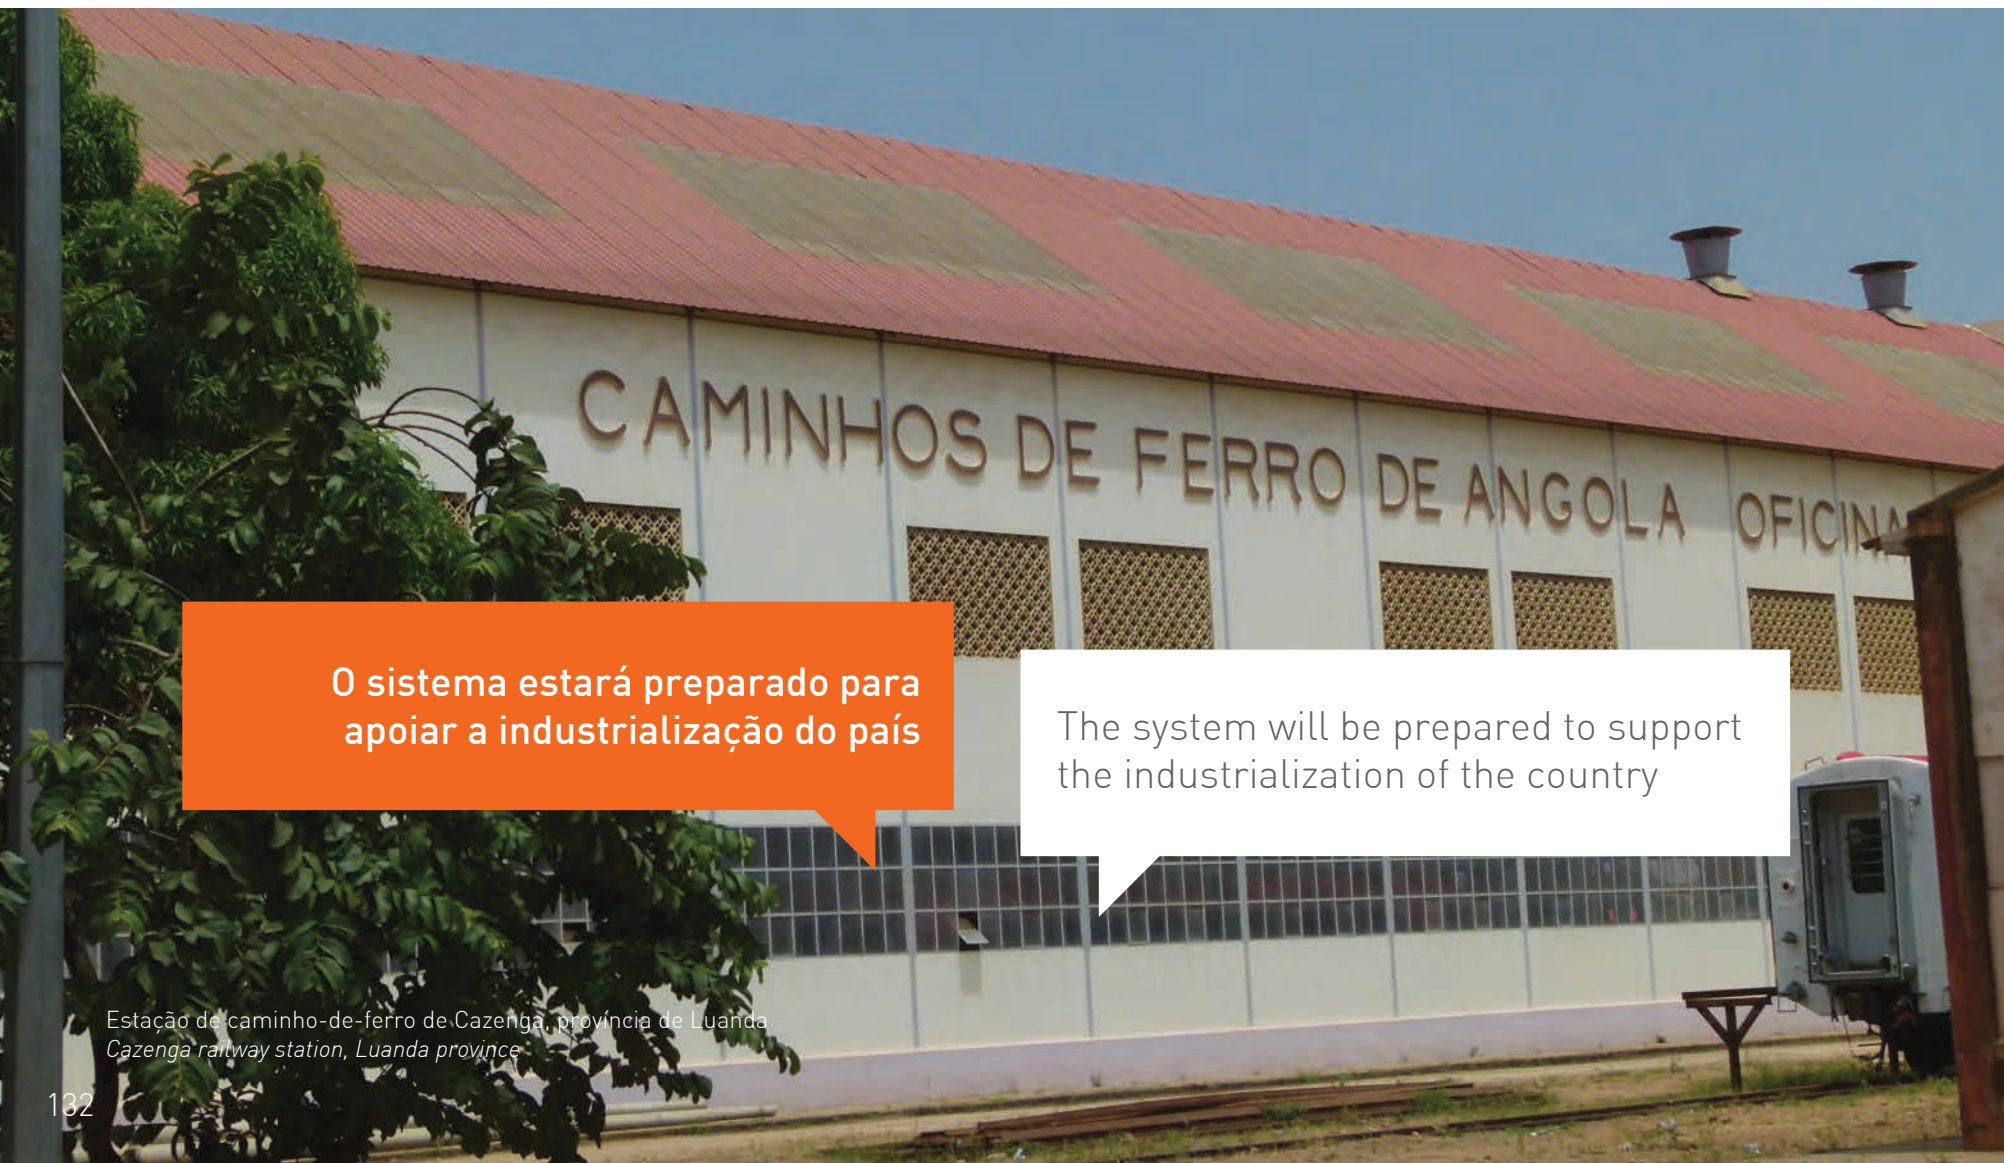 CAMINHOS DE FERRO DE ANGOLA OFICINA
O sistema estará preparado para
apoiar a industrialização do país
The system will be prepared to support
the industrialization of the country
Estação de caminho-de-ferro de Cazenga, província de Luanda
Cazenga railway station, Luanda province
132